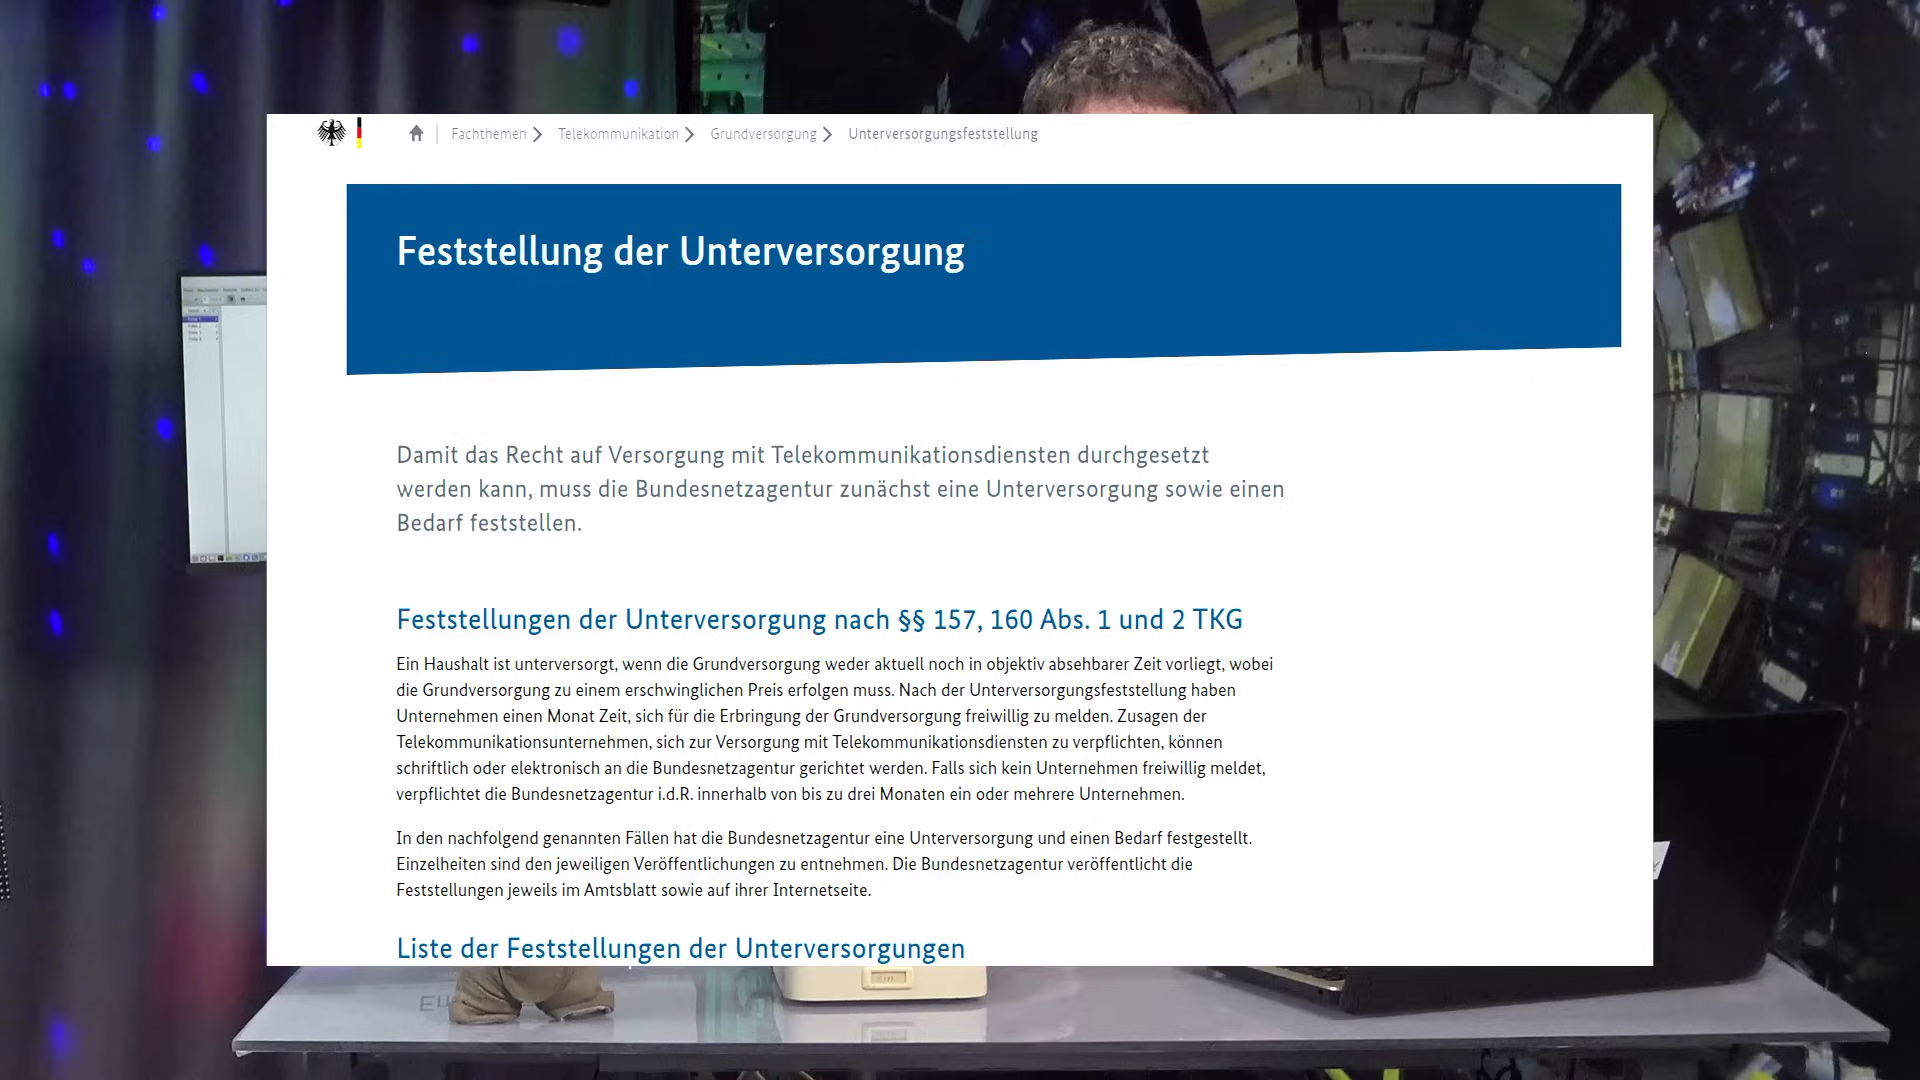 Fachthemen
Telekommunikation
Grundversorgung
Unterversorgungsfeststellung
Feststellung der Unterversorgung
Damit das Recht auf Versorgung mit Telekommunikationsdiensten durchgesetzt
werden kann, muss die Bundesnetzagentur zunächst eine Unterversorgung sowie einen
Bedarf feststellen.
Feststellungen der Unterversorgung nach §§ 157, 160 Abs. 1 und 2 TKG
Ein Haushalt ist unterversorgt, wenn die Grundversorgung weder aktuell noch in objektiv absehbarer Zeit vorliegt, wobei
die Grundversorgung zu einem erschwinglichen Preis erfolgen muss. Nach der Unterversorgungsfeststellung haben
Unternehmen einen Monat Zeit, sich für die Erbringung der Grundversorgung freiwillig zu melden. Zusagen der
Telekommunikationsunternehmen, sich zur Versorgung mit Telekommunikationsdiensten zu verpflichten, können
schriftlich oder elektronisch an die Bundesnetzagentur gerichtet werden. Falls sich kein Unternehmen freiwillig meldet,
verpflichtet die Bundesnetzagentur i.d.R. innerhalb von bis zu drei Monaten ein oder mehrere Unternehmen.
In den nachfolgend genannten Fällen hat die Bundesnetzagentur eine Unterversorgung und einen Bedarf festgestellt.
Einzelheiten sind den jeweiligen Veröffentlichungen zu entnehmen. Die Bundesnetzagentur veröffentlicht die
Feststellungen jeweils im Amtsblatt sowie auf ihrer Internetseite.
Liste der Feststellungen der Unterversorgungen